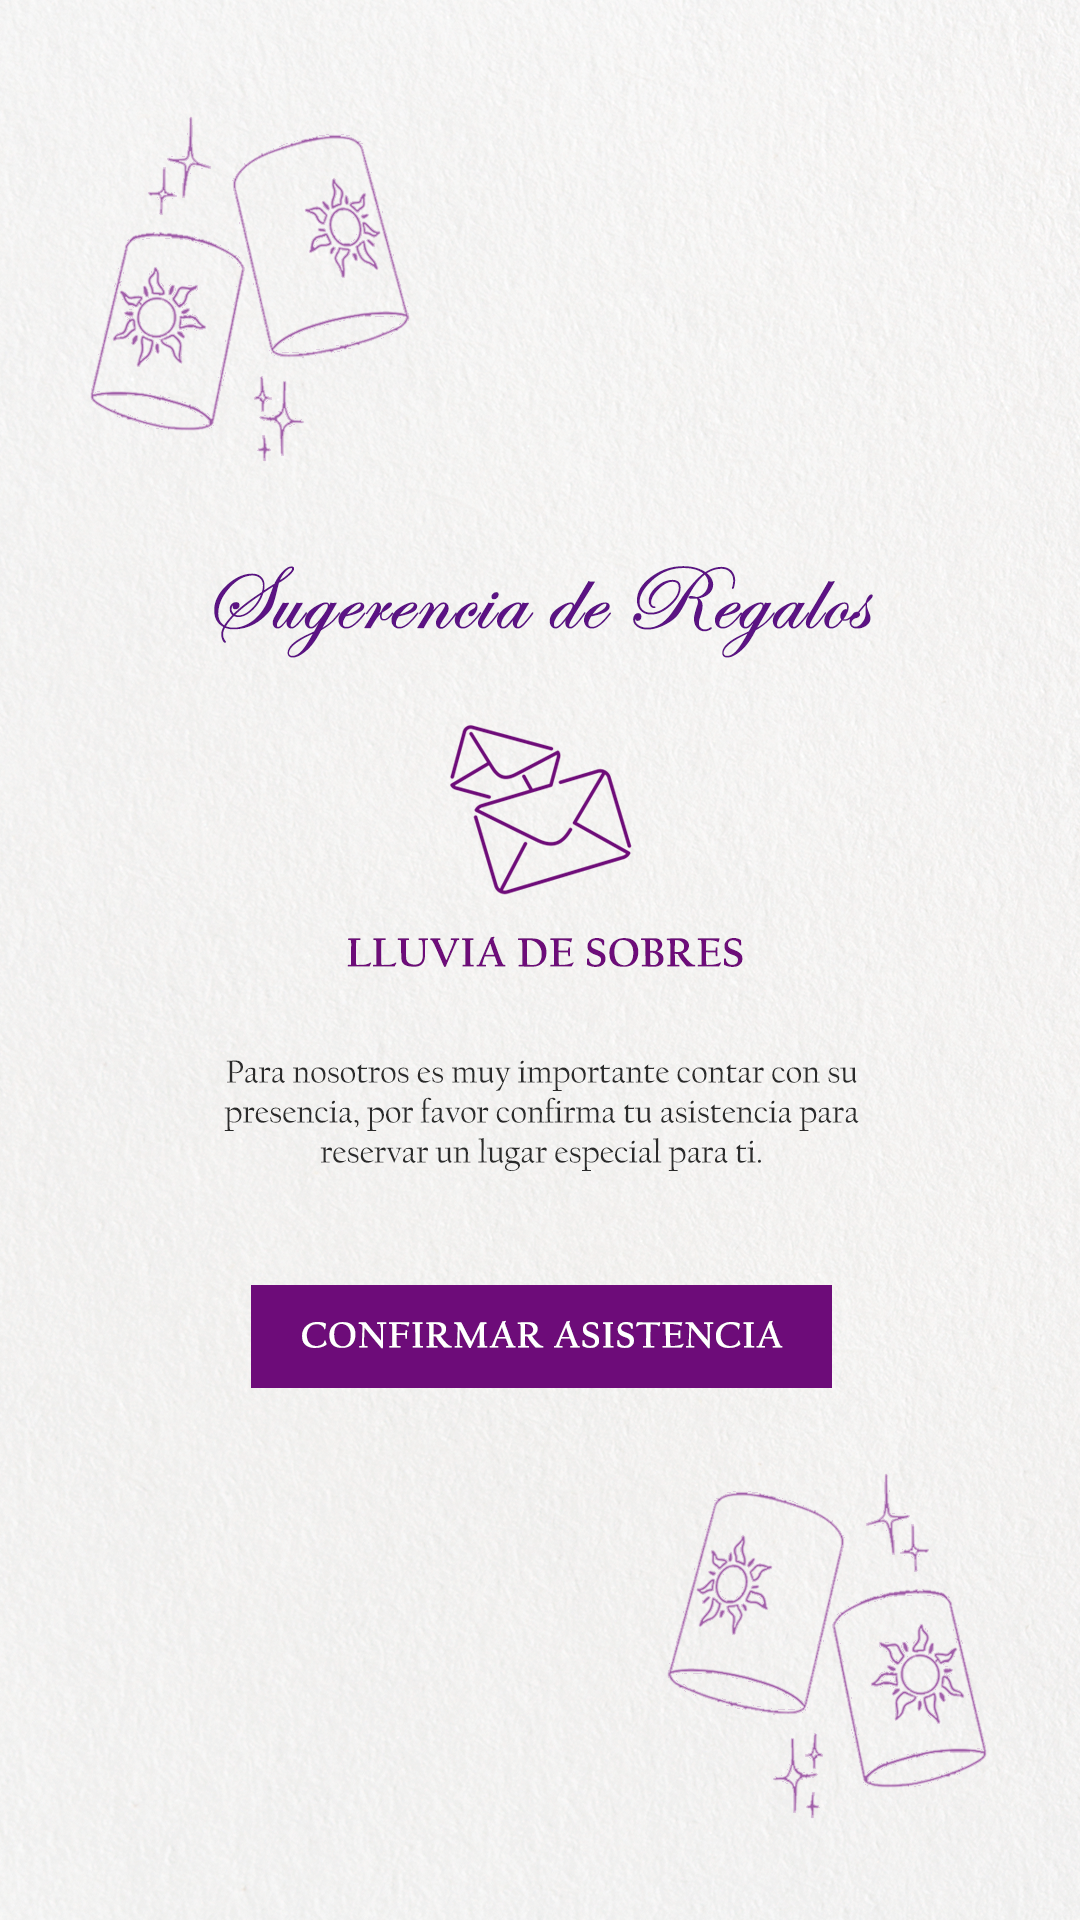 Sugerencia de Regalos
LLUVIA DE SOBRES
Para nosotros es muy importante contar con su
presencia, por favor confirma tu asistencia para
reservar un lugar especial para ti.
CONFIRMAR ASISTENCIA